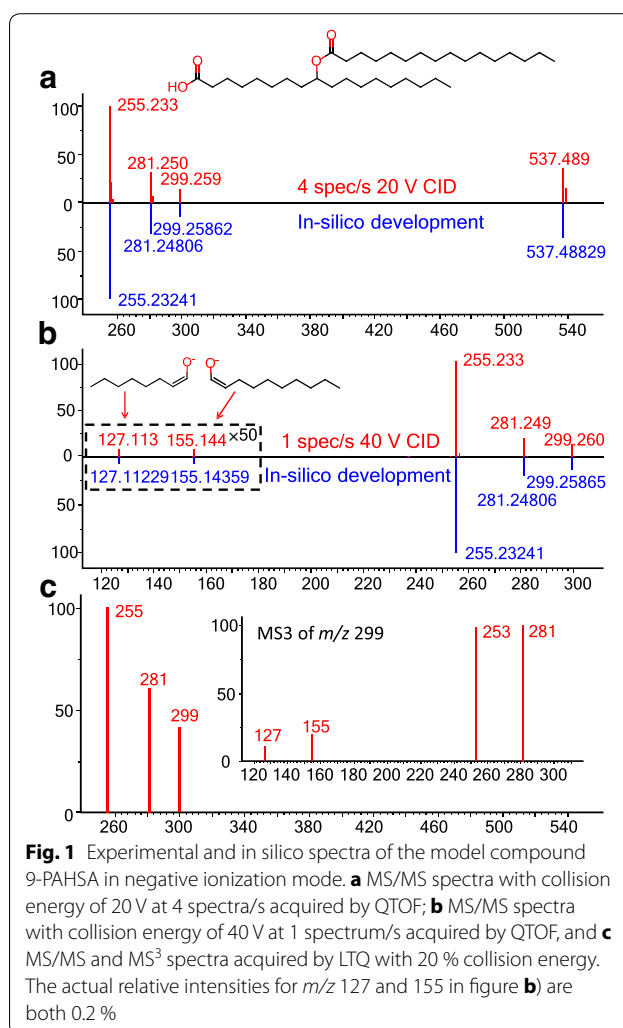 O
O
O
HO
a
100
255.233
50
281.250
299.259
4 spec/s 20 V CID
537.489
0
In-silico development
299.25862
50
281.24806
537.48829
100
255.23241
260 300 340 380 420 460 500 540
b
O-
O-
100
255.233
50
127.113 155.144 ×50
1 spec/s 40 V CID
281.249
299.260
0
127.11229 155.14359
In-silico development
299.25865
50
281.24806
100
255.23241
120 140 160 180 200 220 240 260 280 300
c
100
255
281
299
50
0
260 300 340 380 420 460 500 540
MS3 of m/z 299
100
253
281
50
155
127
0
120 140 160 180 200 220 240 260 280 300
Fig. 1 Experimental and in silico spectra of the model compound
9-PAHSA in negative ionization mode. a MS/MS spectra with collision
energy of 20 V at 4 spectra/s acquired by QTOF; b MS/MS spectra
with collision energy of 40 V at 1 spectrum/s acquired by QTOF, and c
MS/MS and MS³ spectra acquired by LTQ with 20 % collision energy.
The actual relative intensities for m/z 127 and 155 in figure b) are
both 0.2 %